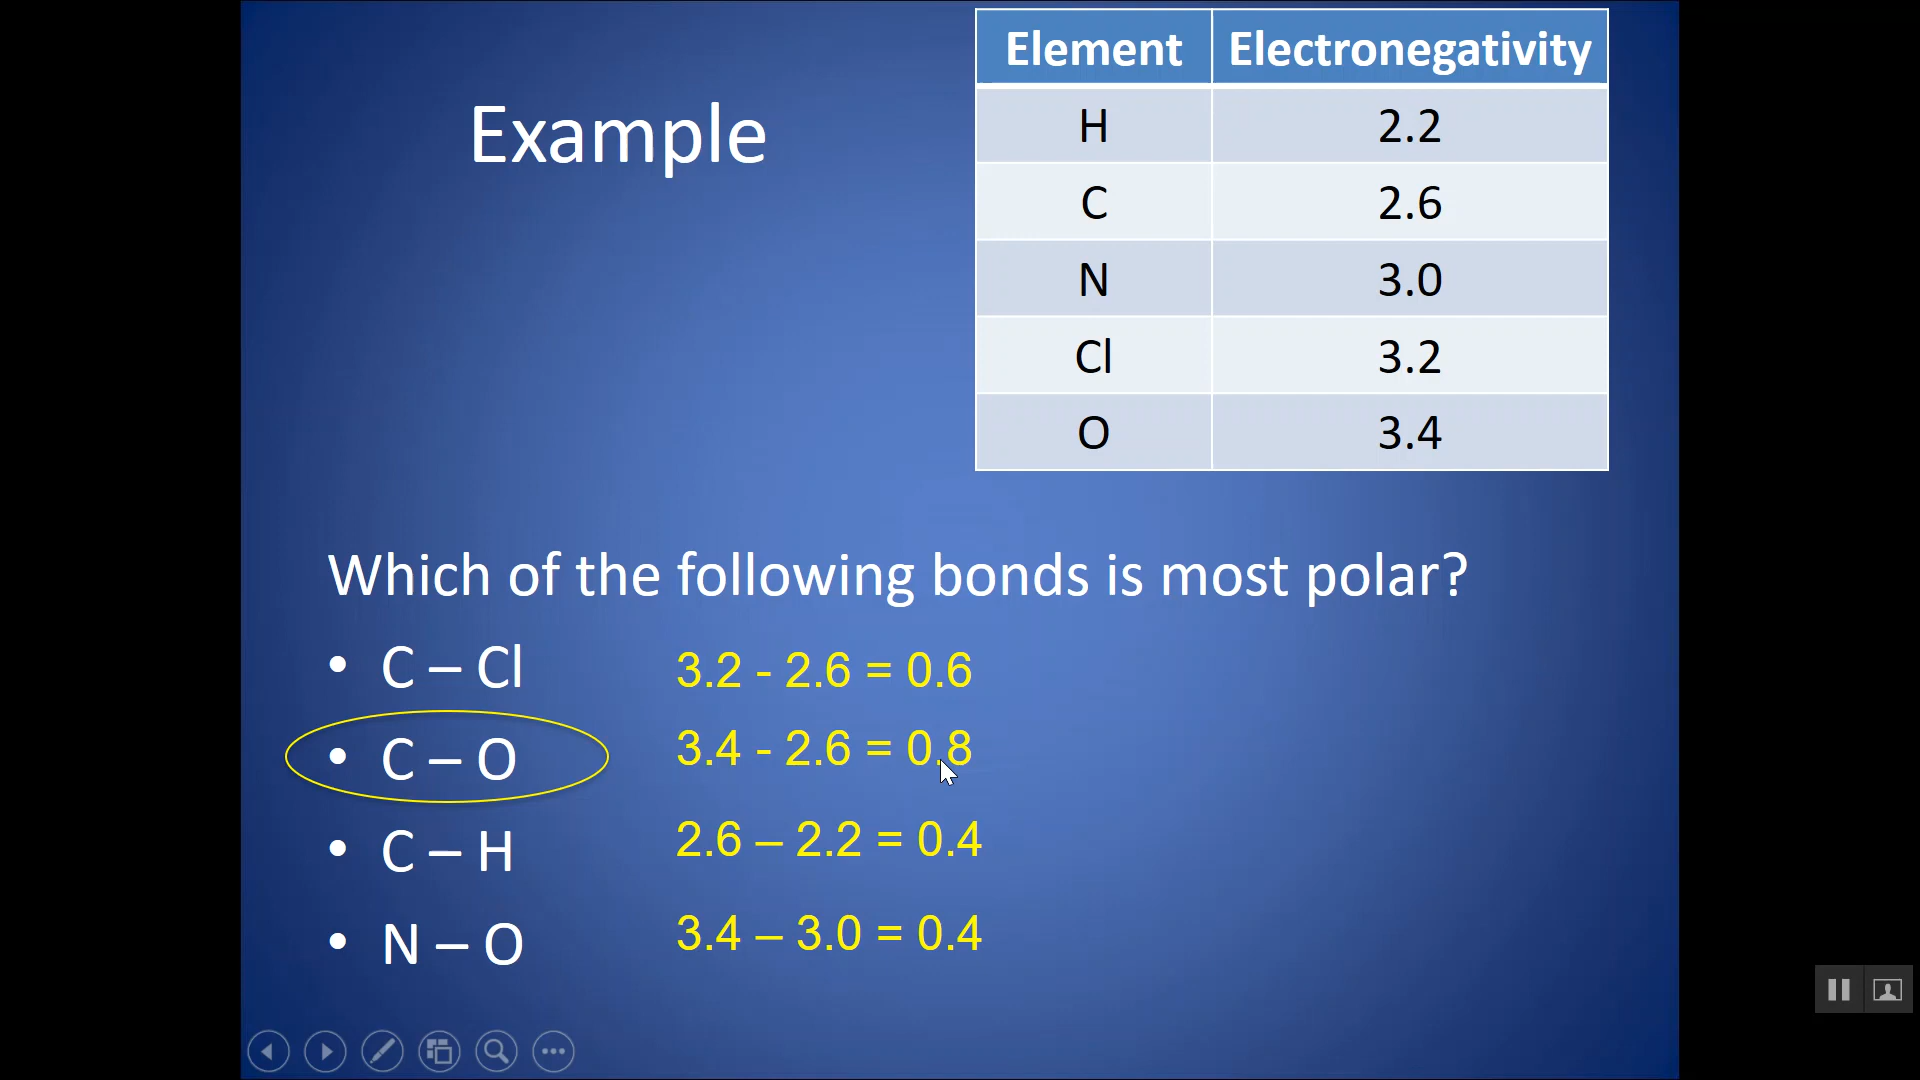 Example
Element Electronegativity
H 2.2
C 2.6
N 3.0
Cl 3.2
O 3.4
Which of the following bonds is most polar?
• C – Cl 3.2 - 2.6 = 0.6
• C – O 3.4 - 2.6 = 0.8
• C – H 2.6 – 2.2 = 0.4
• N – O 3.4 – 3.0 = 0.4